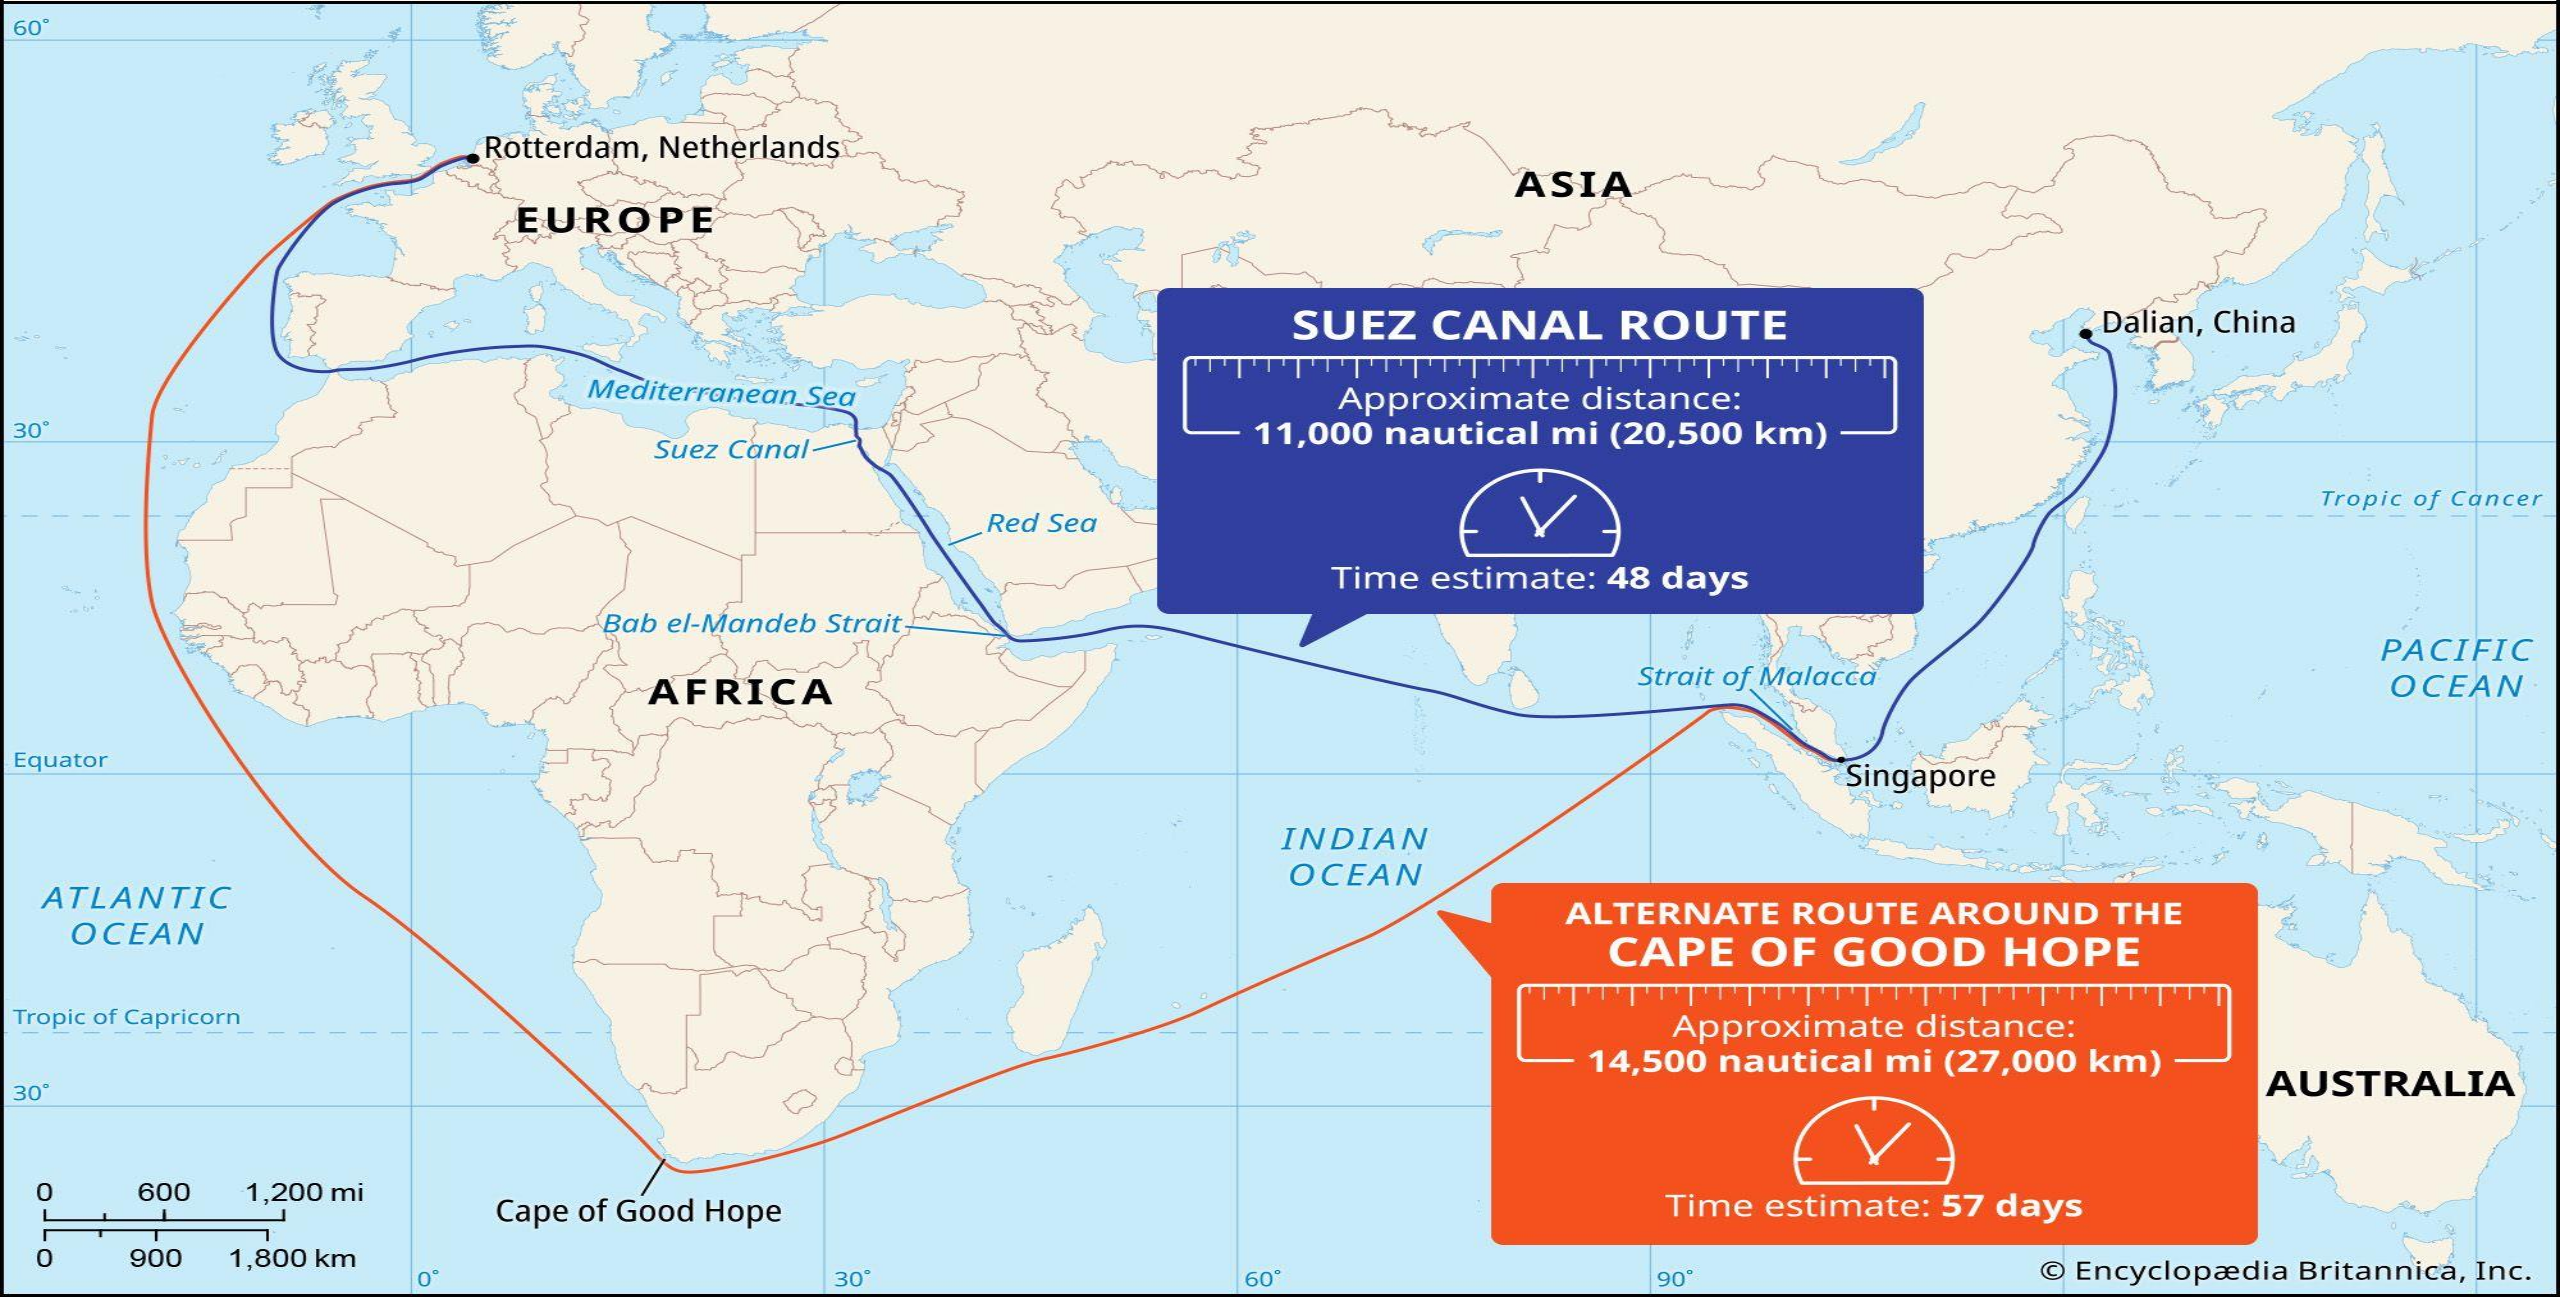 60°
Rotterdam, Netherlands
EUROPE
ASIA
SUEZ CANAL ROUTE
Approximate distance:
11,000 nautical mi (20,500 km)
Time estimate: 48 days
Dalian, China
Mediterranean Sea
30°
Suez Canal
Tropic of Cancer
Red Sea
Bab el-Mandeb Strait
AFRICA
Strait of Malacca
PACIFIC
OCEAN
Equator
Singapore
INDIAN
OCEAN
ATLANTIC
OCEAN
ALTERNATE ROUTE AROUND THE
CAPE OF GOOD HOPE
Approximate distance:
14,500 nautical mi (27,000 km)
Time estimate: 57 days
Tropic of Capricorn
30°
AUSTRALIA
Cape of Good Hope
0 600 1,200 mi
0 900 1,800 km
0° 30° 60° 90°
© Encyclopædia Britannica, Inc.